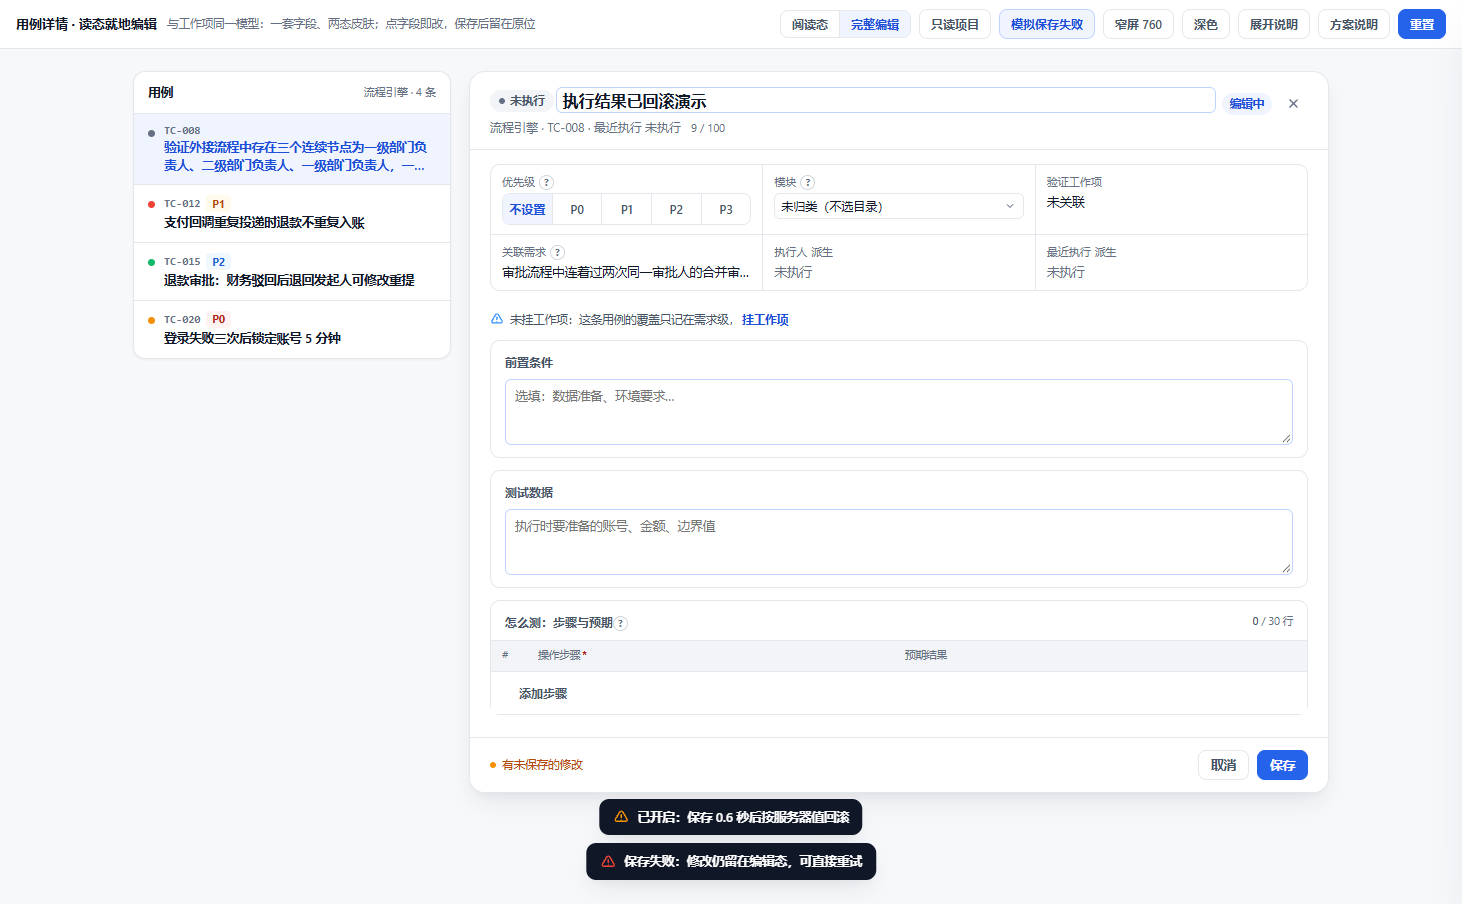 用例详情 · 读态就地编辑 与工作项同一模型：一套字段、两态皮肤；点字段即改，保存后留在原位 阅读态 完整编辑 只读项目 模拟保存失败 窄屏 760 深色 展开说明 方案说明 重置
用例 流程引擎 · 4 条
TC-008
验证外接流程中存在三个连续节点为一级部门负
责人、二级部门负责人、一级部门负责人，一...
TC-012 P1
支付回调重复投递时退款不重复入账
TC-015 P2
退款审批：财务驳回后退回发起人可修改重提
TC-020 P0
登录失败三次后锁定账号 5 分钟
未执行 执行结果已回滚演示 编辑中
流程引擎 · TC-008 · 最近执行 未执行 9 / 100
优先级 ? 模块 ? 验证工作项
不设置 P0 P1 P2 P3 未归类（不选目录） 未关联
关联需求 ? 执行人 派生 最近执行 派生
审批流程中连着过两次同一审批人的合并审... 未执行 未执行
未挂工作项：这条用例的覆盖只记在需求级， 挂工作项
前置条件
选填：数据准备、环境要求...
测试数据
执行时要准备的账号、金额、边界值
怎么测：步骤与预期 ? 0 / 30 行
# 操作步骤* 预期结果
添加步骤
有未保存的修改 取消 保存
已开启：保存 0.6 秒后按服务器值回滚
保存失败：修改仍留在编辑态，可直接重试